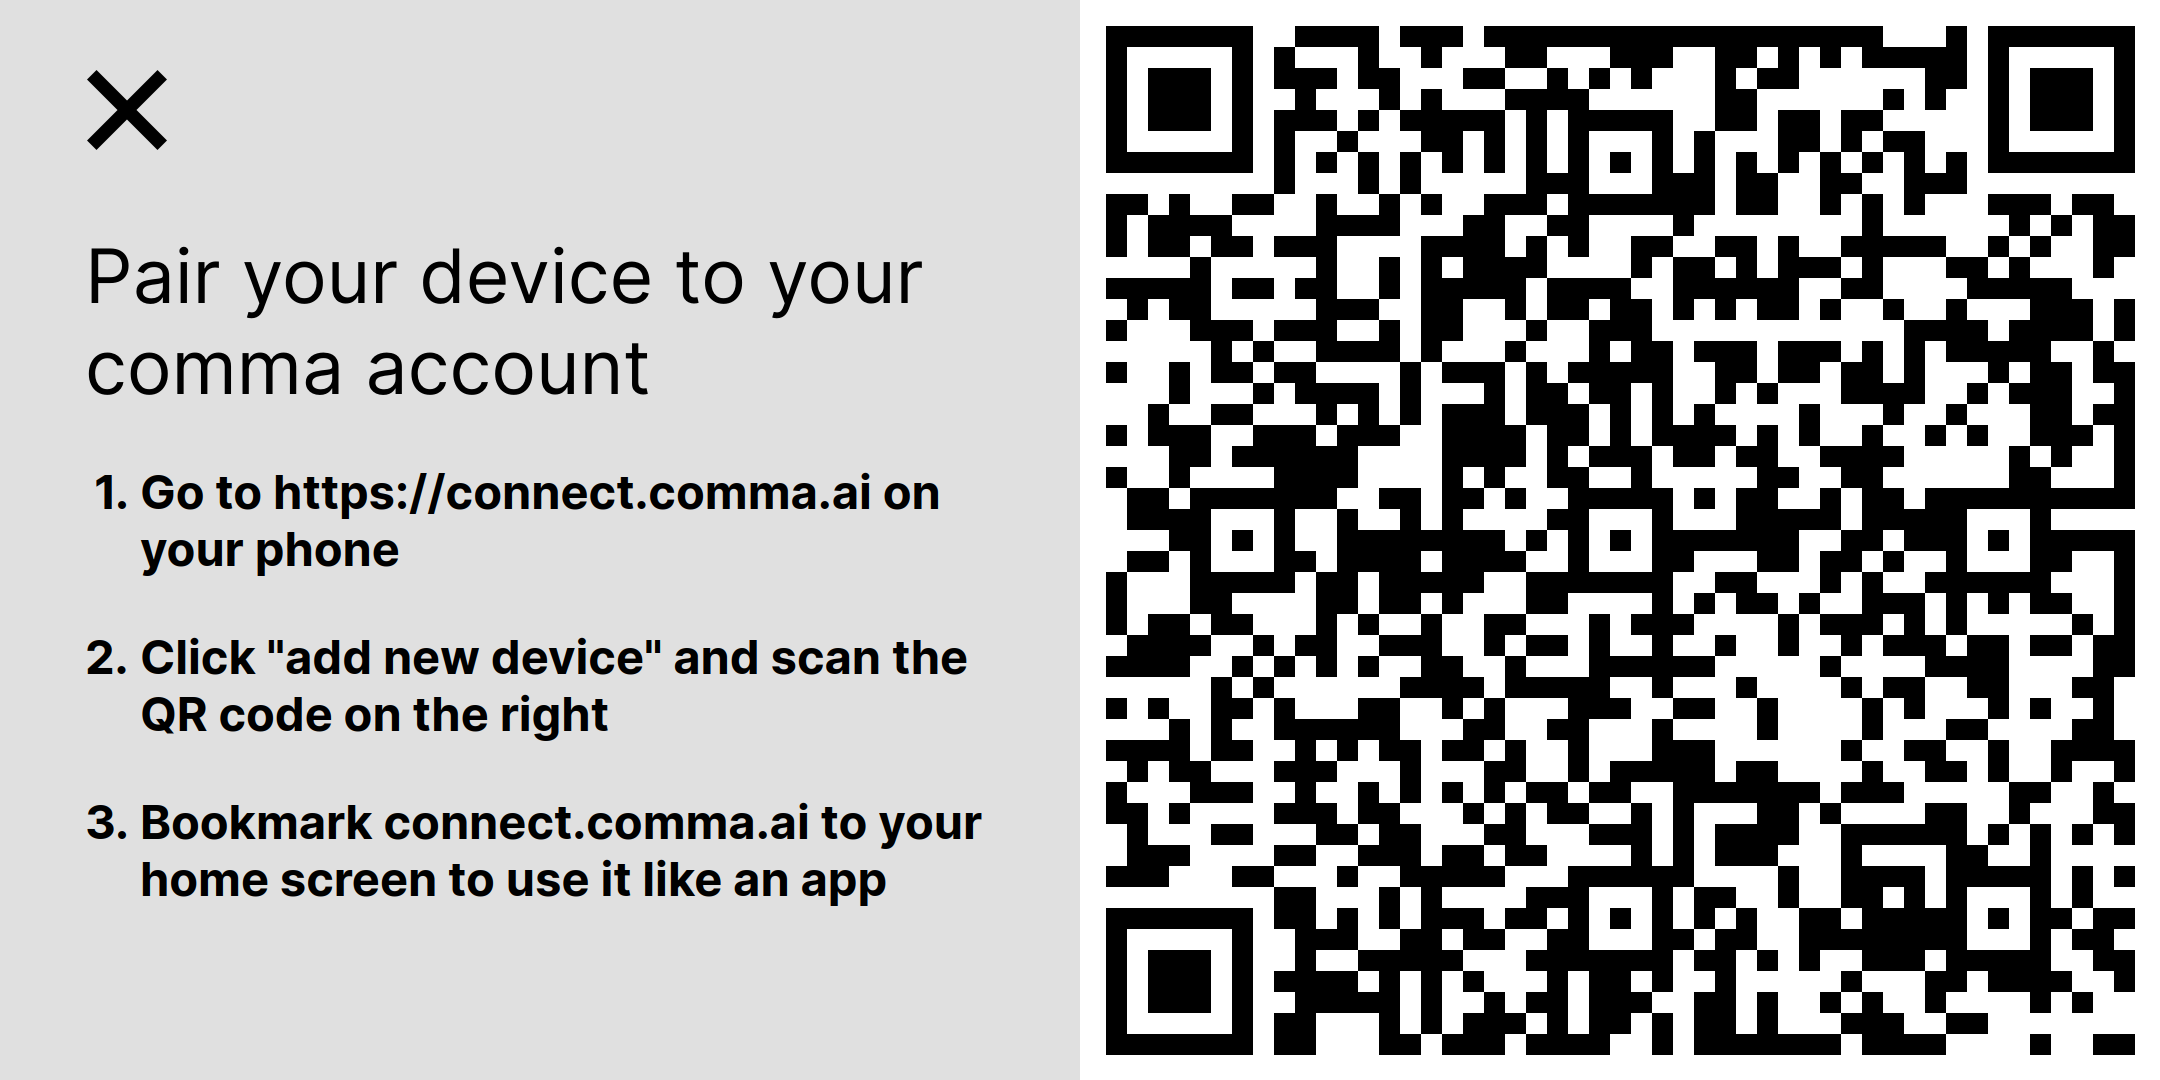 Pair your device to your
comma account
1. Go to https://connect.comma.ai on
your phone
2. Click "add new device" and scan the
QR code on the right
3. Bookmark connect.comma.ai to your
home screen to use it like an app